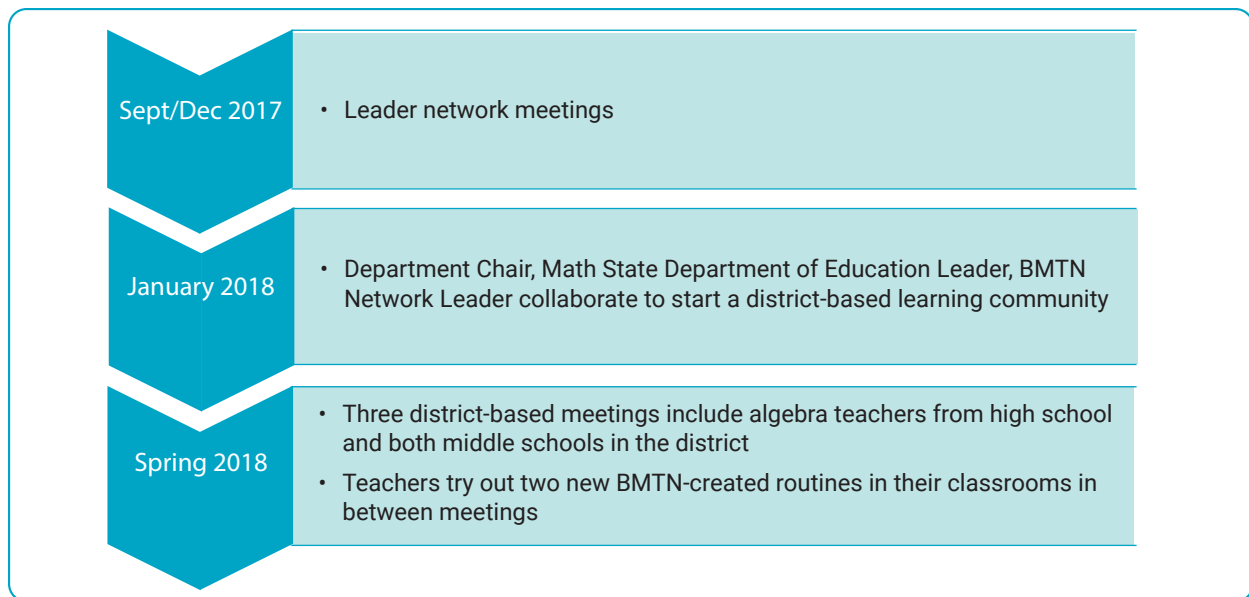 Sept/Dec 2017
• Leader network meetings
January 2018
• Department Chair, Math State Department of Education Leader, BMTN
Network Leader collaborate to start a district-based learning community
Spring 2018
• Three district-based meetings include algebra teachers from high school
and both middle schools in the district
• Teachers try out two new BMTN-created routines in their classrooms in
between meetings